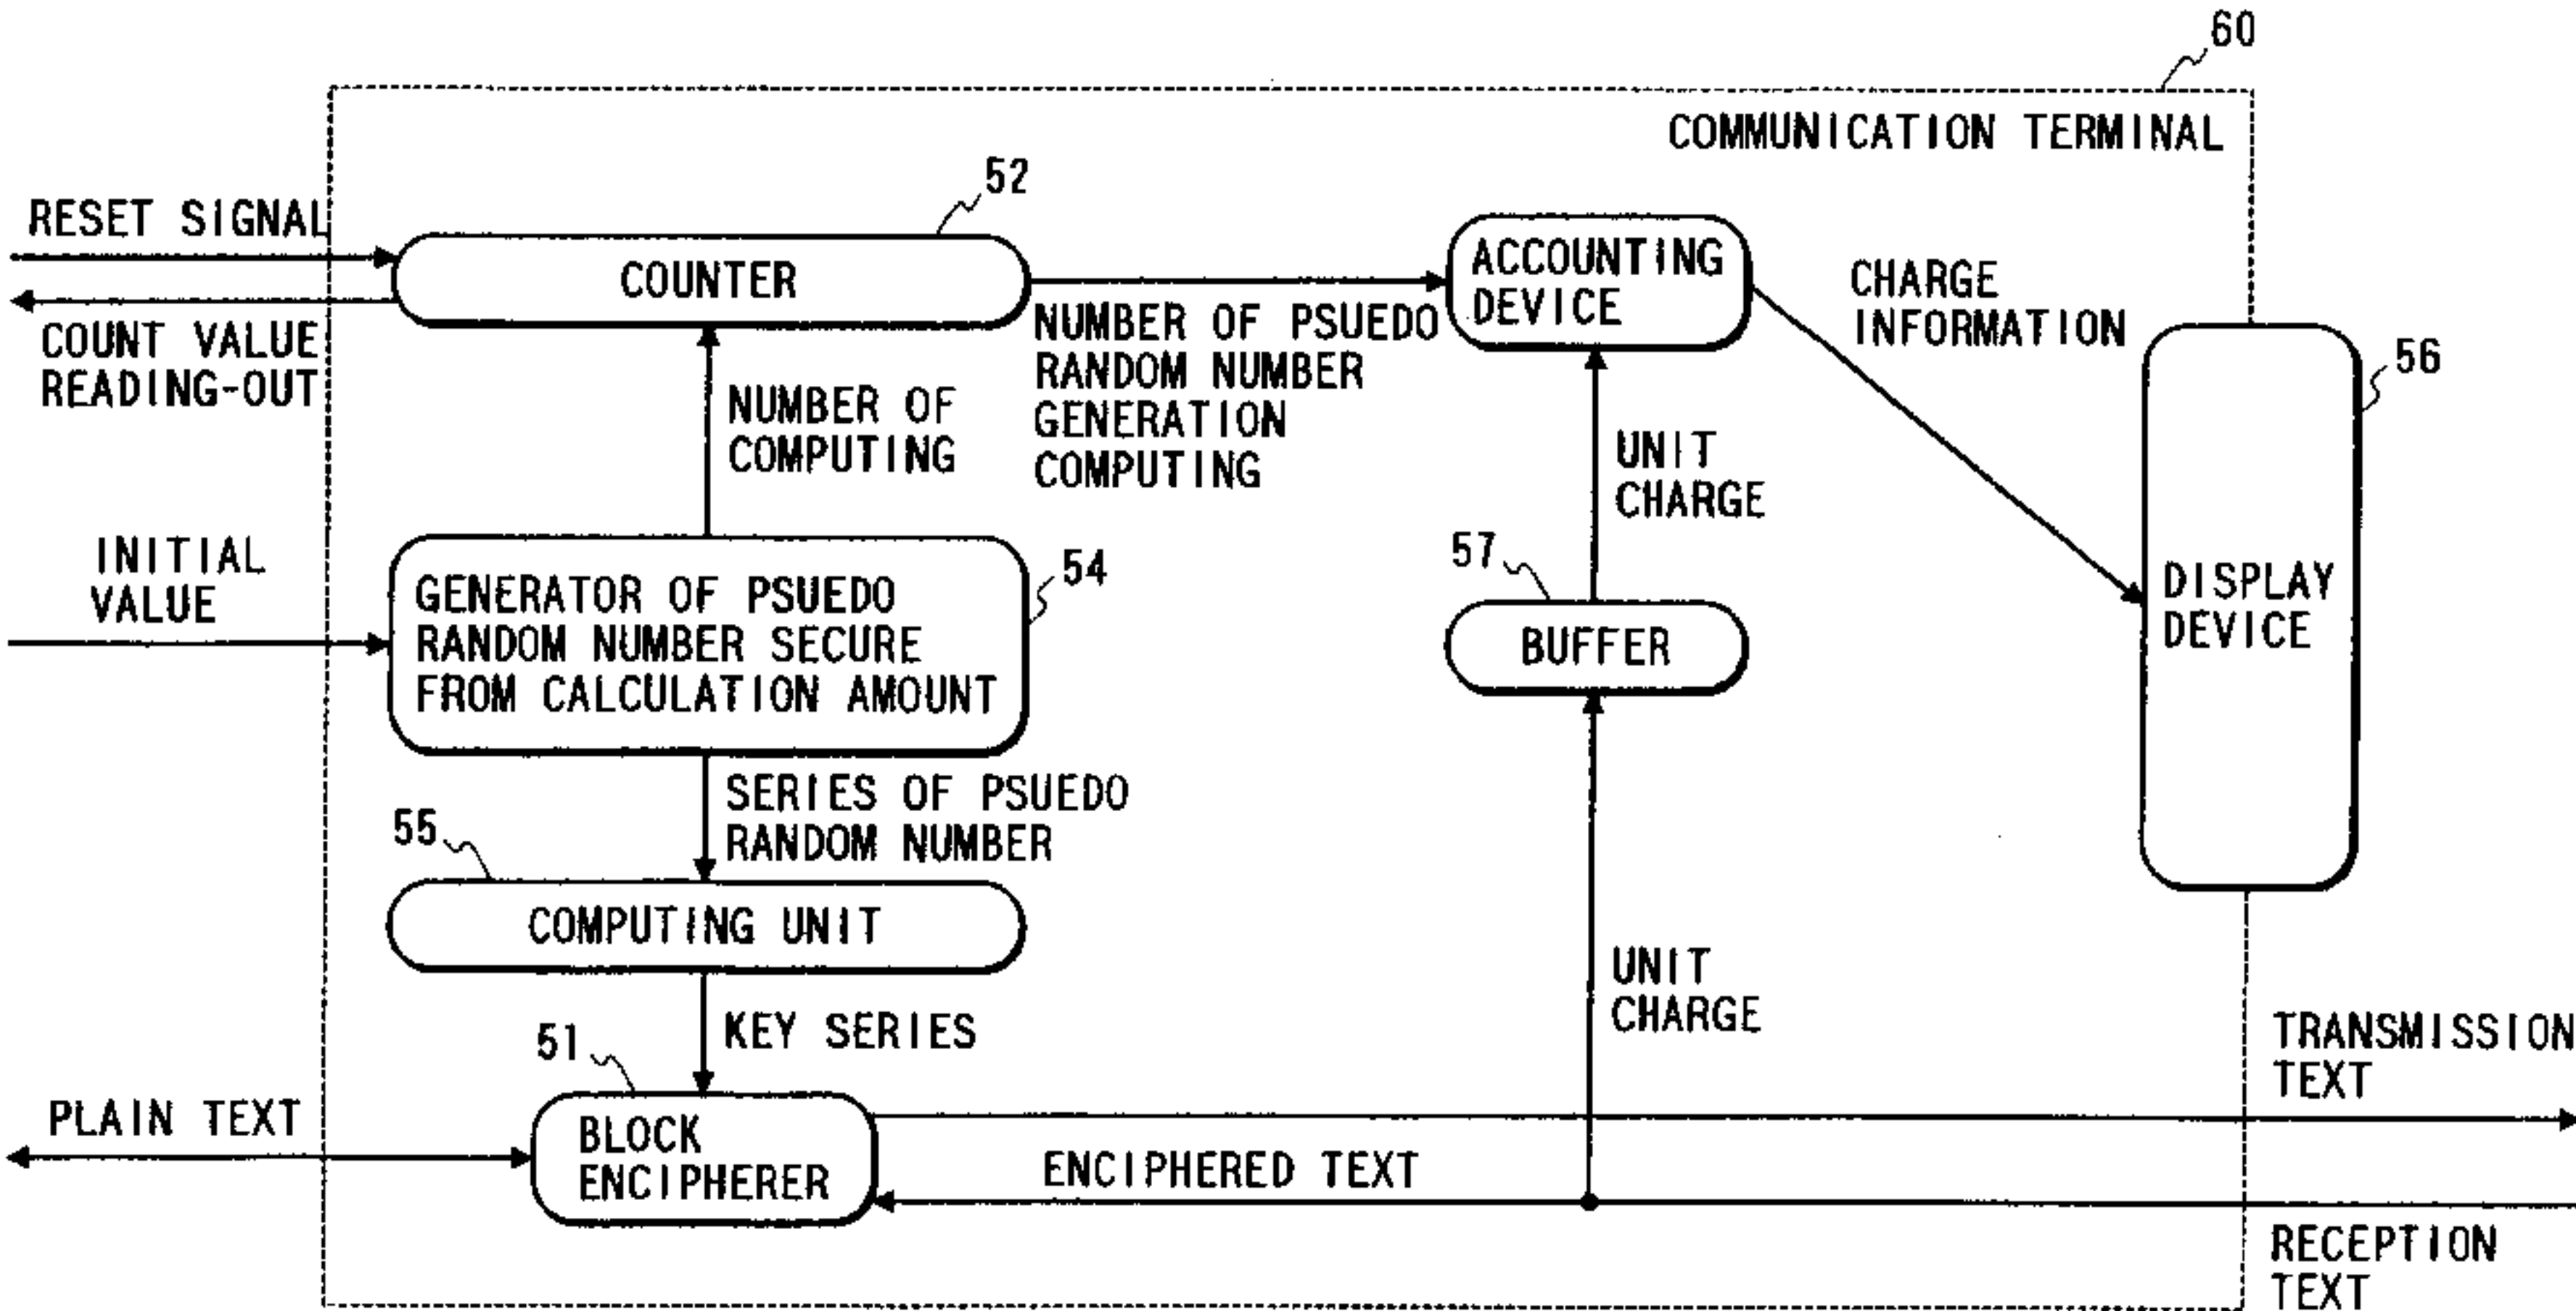 60
COMMUNICATION TERMINAL
52
RESET SIGNAL
COUNTER
COUNT VALUE
READING-OUT
NUMBER OF
COMPUTING
NUMBER OF PSUEDO
RANDOM NUMBER
GENERATION
COMPUTING
ACCOUNTING
DEVICE
CHARGE
INFORMATION
56
UNIT
CHARGE
INITIAL
VALUE
54
GENERATOR OF PSUEDO
RANDOM NUMBER SECURE
FROM CALCULATION AMOUNT
57
BUFFER
DISPLAY
DEVICE
SERIES OF PSUEDO
RANDOM NUMBER
55
COMPUTING UNIT
UNIT
CHARGE
KEY SERIES
51
PLAIN TEXT
BLOCK
ENCIPHERER
ENCIPHERED TEXT
TRANSMISSION
TEXT
RECEPTION
TEXT